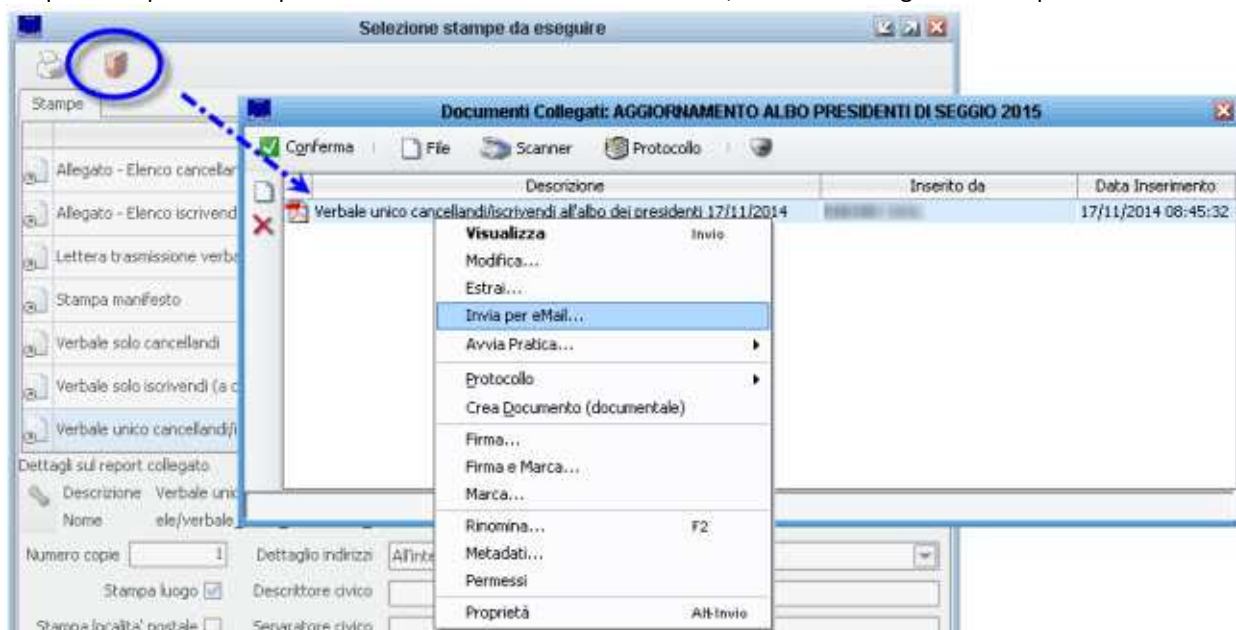 Selezione stampe da eseguire
Stampe
Documenti Collegati: AGGIORNAMENTO ALBO PRESIDENTI DI SEGGIO 2015
Conferma File Scanner Protocollo
Descrizione Inserito da Data Inserimento
Verbale unico cancellandi/iscrivendi all'albo dei presidenti 17/11/2014 17/11/2014 08:45:32
Allegato - Elenco cancellan
Allegato - Elenco iscrivend
Lettera trasmissione verba
Stampa manifesto
Verbale solo cancellandi
Verbale solo iscrivendi (a c
Verbale unico cancellandi/i
Visualizza Invio
Modifica...
Estrai...
Invia per eMail...
Avvia Pratica...
Protocollo
Crea Documento (documentale)
Firma...
Firma e Marca...
Marca...
Rinomina... F2
Metadati...
Permessi
Proprietà Alt-Invio
Dettagli sul report collegato
Descrizione Verbale unic
Nome ele/verbale_
Numero copie 1 Dettaglio indirizzi All'inte
Stampa luogo Descrittore civico
Stampa localita' postale Separatore civico